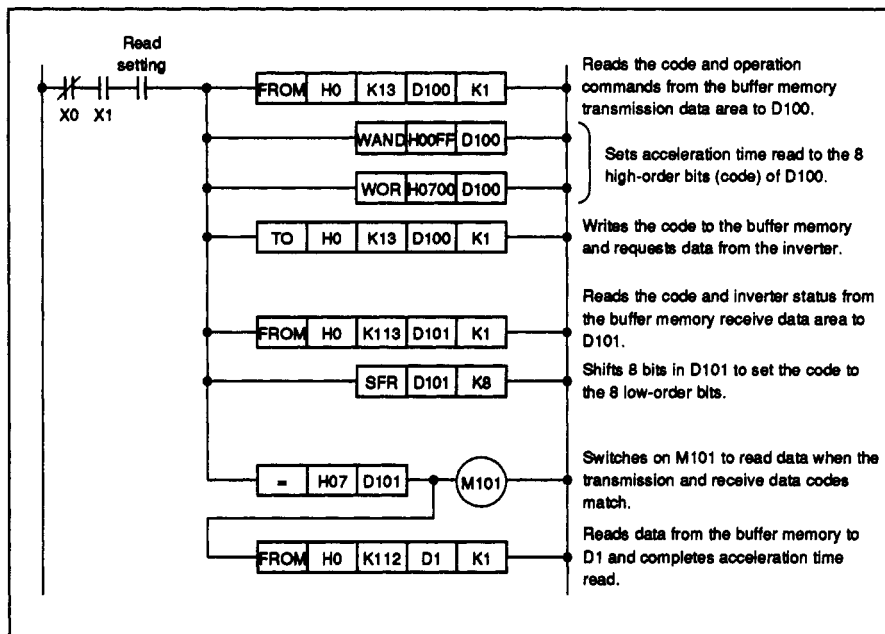 Read
setting
X0 X1
FROM H0 K13 D100 K1
Reads the code and operation
commands from the buffer memory
transmission data area to D100.
WAND H00FF D100
WOR H0700 D100
Sets acceleration time read to the 8
high-order bits (code) of D100.
TO H0 K13 D100 K1
Writes the code to the buffer memory
and requests data from the inverter.
FROM H0 K113 D101 K1
Reads the code and inverter status from
the buffer memory receive data area to
D101.
SFR D101 K8
Shifts 8 bits in D101 to set the code to
the 8 low-order bits.
= H07 D101 M101
Switches on M101 to read data when the
transmission and receive data codes
match.
FROM H0 K112 D1 K1
Reads data from the buffer memory to
D1 and completes acceleration time
read.